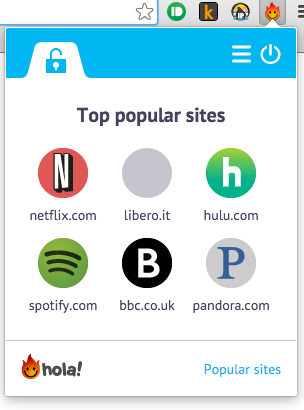 k
Top popular sites
N
h
netflix.com
libero.it
hulu.com
B
P
spotify.com
bbc.co.uk
pandora.com
hola!
Popular sites